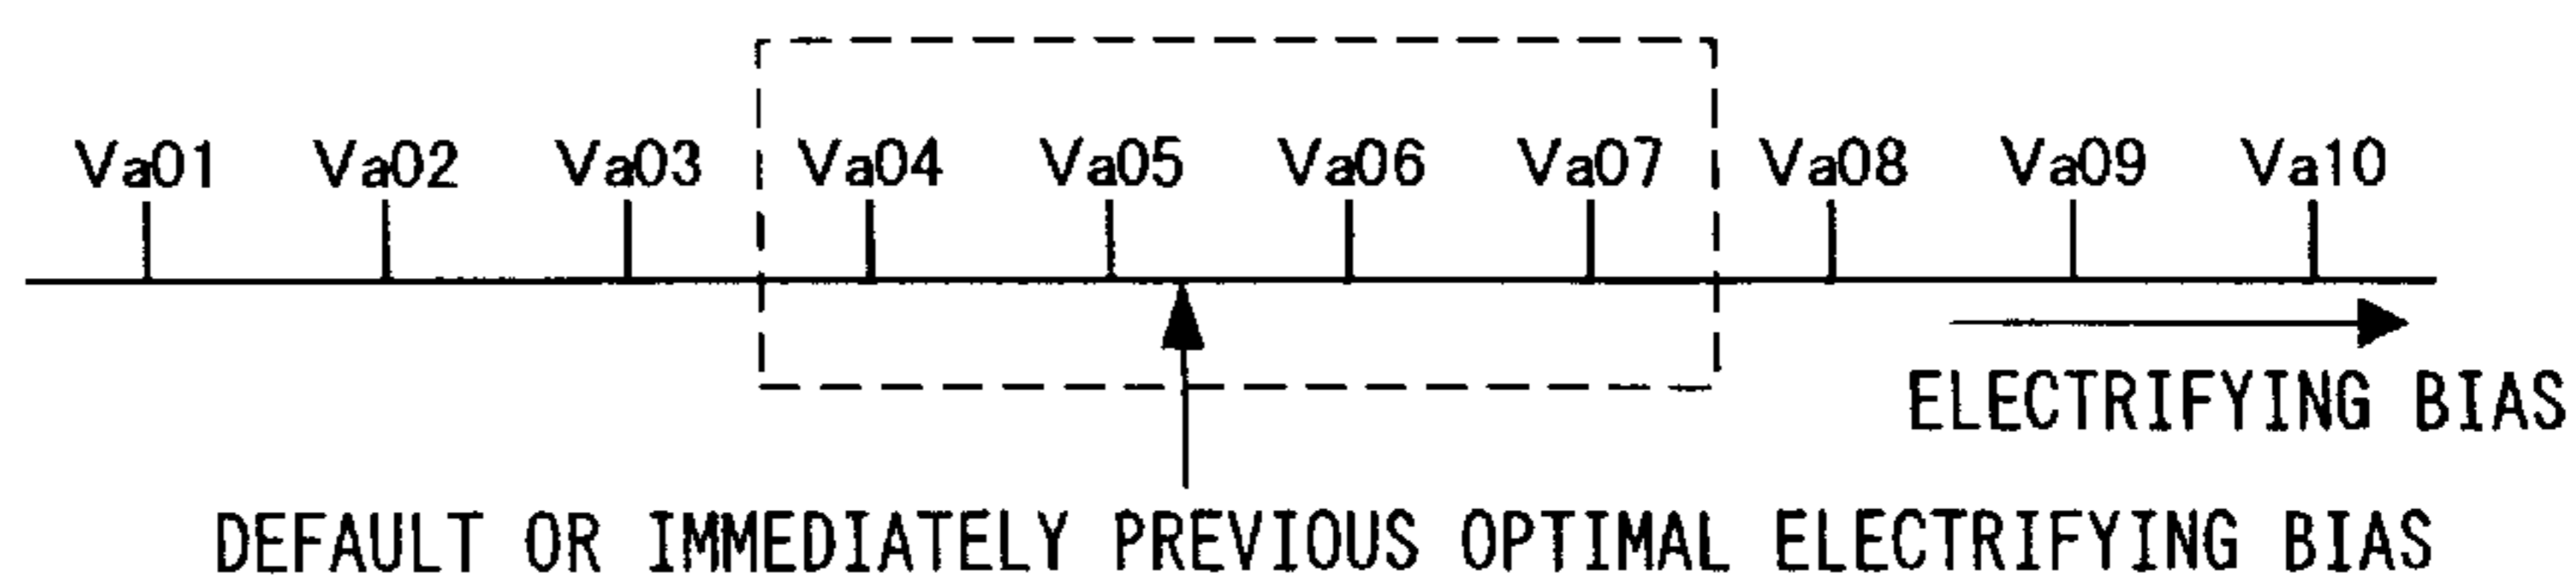 Va01 Va02 Va03 Va04 Va05 Va06 Va07 Va08 Va09 Va10
ELECTRIFYING BIAS
DEFAULT OR IMMEDIATELY PREVIOUS OPTIMAL ELECTRIFYING BIAS